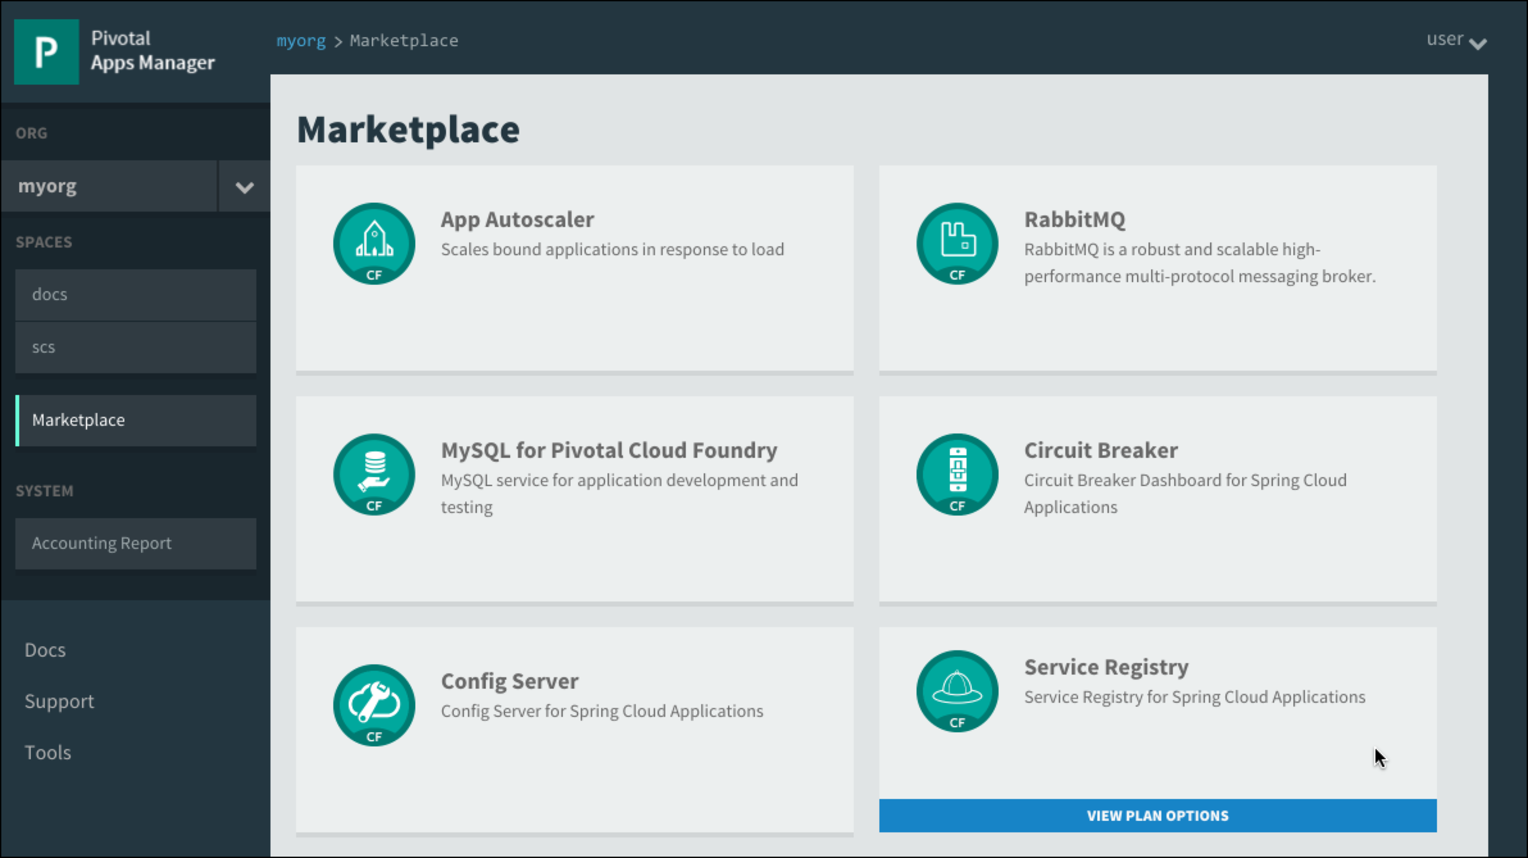 P
Pivotal
Apps Manager
myorg > Marketplace
user
ORG
myorg
SPACES
docs
scs
Marketplace
SYSTEM
Accounting Report
Docs
Support
Tools
Marketplace
App Autoscaler
Scales bound applications in response to load
CF
RabbitMQ
RabbitMQ is a robust and scalable high-
performance multi-protocol messaging broker.
CF
MySQL for Pivotal Cloud Foundry
MySQL service for application development and
testing
CF
Circuit Breaker
Circuit Breaker Dashboard for Spring Cloud
Applications
CF
Config Server
Config Server for Spring Cloud Applications
CF
Service Registry
Service Registry for Spring Cloud Applications
CF
VIEW PLAN OPTIONS